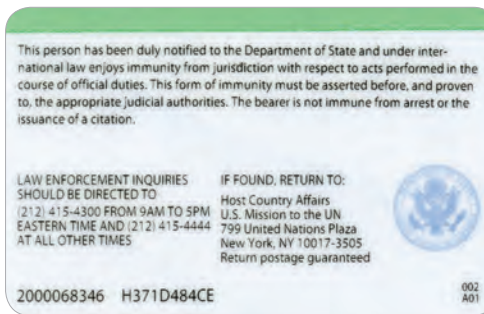 This person has been duly notified to the Department of State and under inter-
national law enjoys immunity from jurisdiction with respect to acts performed in the
course of official duties. This form of immunity must be asserted before, and proven
to, the appropriate judicial authorities. The bearer is not immune from arrest or the
issuance of a citation.
LAW ENFORCEMENT INQUIRIES
SHOULD BE DIRECTED TO
(212) 415-4300 FROM 9AM TO 5PM
EASTERN TIME AND (212) 415-4444
AT ALL OTHER TIMES
IF FOUND, RETURN TO:
Host Country Affairs
U.S. Mission to the UN
799 United Nations Plaza
New York, NY 10017-3505
Return postage guaranteed
2000068346 H371D484CE
002
A01